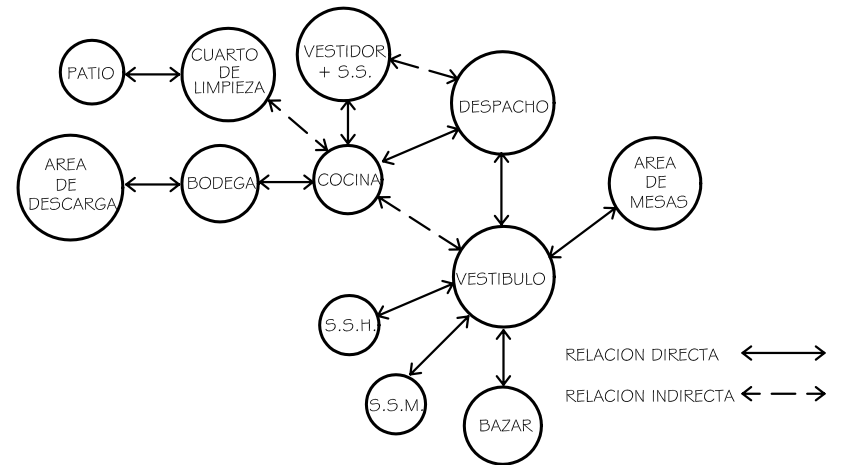 PATIO
CUARTO
DE
LIMPIEZA
VESTIDOR
+ S.S.
DESPACHO
AREA
DE
DESCARGA
BODEGA
COCINA
AREA
DE
MESAS
VESTIBULO
S.S.H.
S.S.M.
BAZAR
RELACION DIRECTA
RELACION INDIRECTA